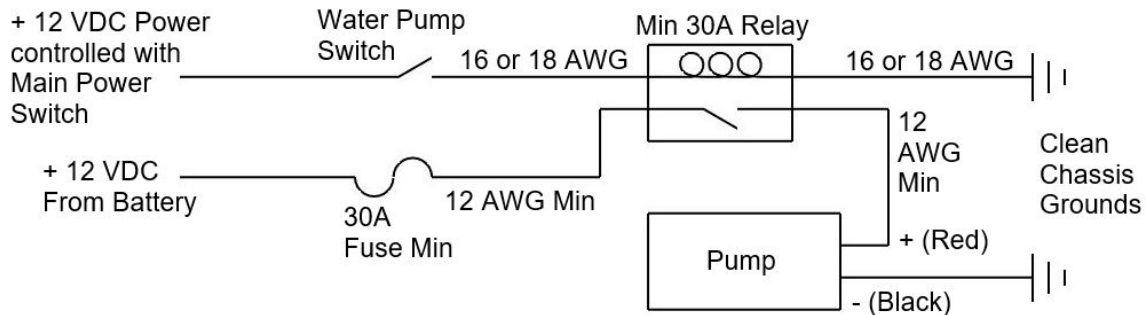 + 12 VDC Power
controlled with
Main Power
Switch
Water Pump
Switch
16 or 18 AWG
Min 30A Relay
16 or 18 AWG
+ 12 VDC
From Battery
30A
Fuse Min
12 AWG Min
12
AWG
Min
Clean
Chassis
Grounds
Pump
+ (Red)
- (Black)